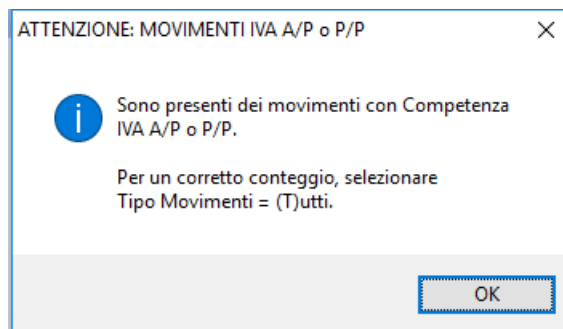 ATTENZIONE: MOVIMENTI IVA A/P o P/P
Sono presenti dei movimenti con Competenza
IVA A/P o P/P.
Per un corretto conteggio, selezionare
Tipo Movimenti = (T)utti.
OK